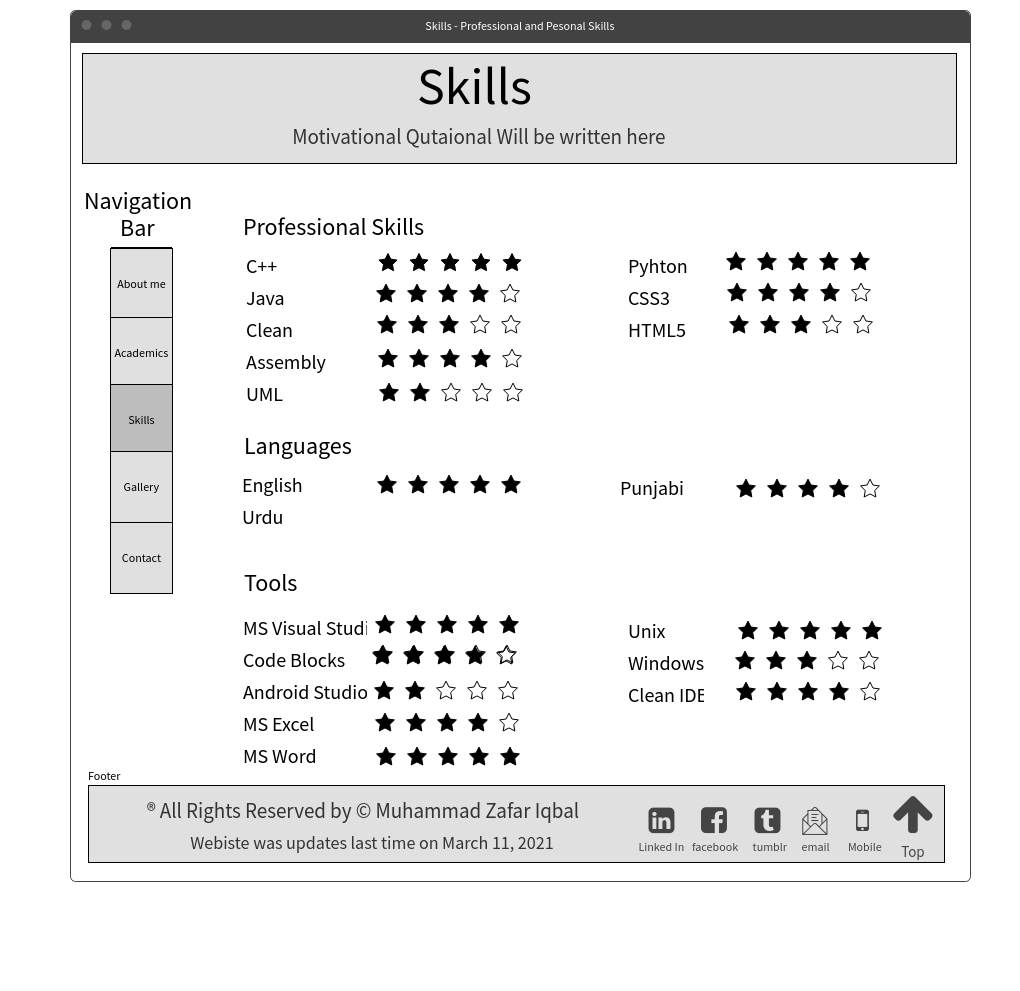 Skills - Professional and Pesonal Skills
Skills
Motivational Qutaional Will be written here
Navigation
Bar
About me
Academics
Skills
Gallery
Contact
Professional Skills
C++
Java
Clean
Assembly
UML
Pyhton
CSS3
HTML5
Languages
English
Urdu
Punjabi
Tools
MS Visual Studi
Code Blocks
Android Studio
MS Excel
MS Word
Unix
Windows
Clean IDE
Footer
® All Rights Reserved by © Muhammad Zafar Iqbal
Webiste was updates last time on March 11, 2021
Linked In
facebook
tumblr
email
Mobile
Top